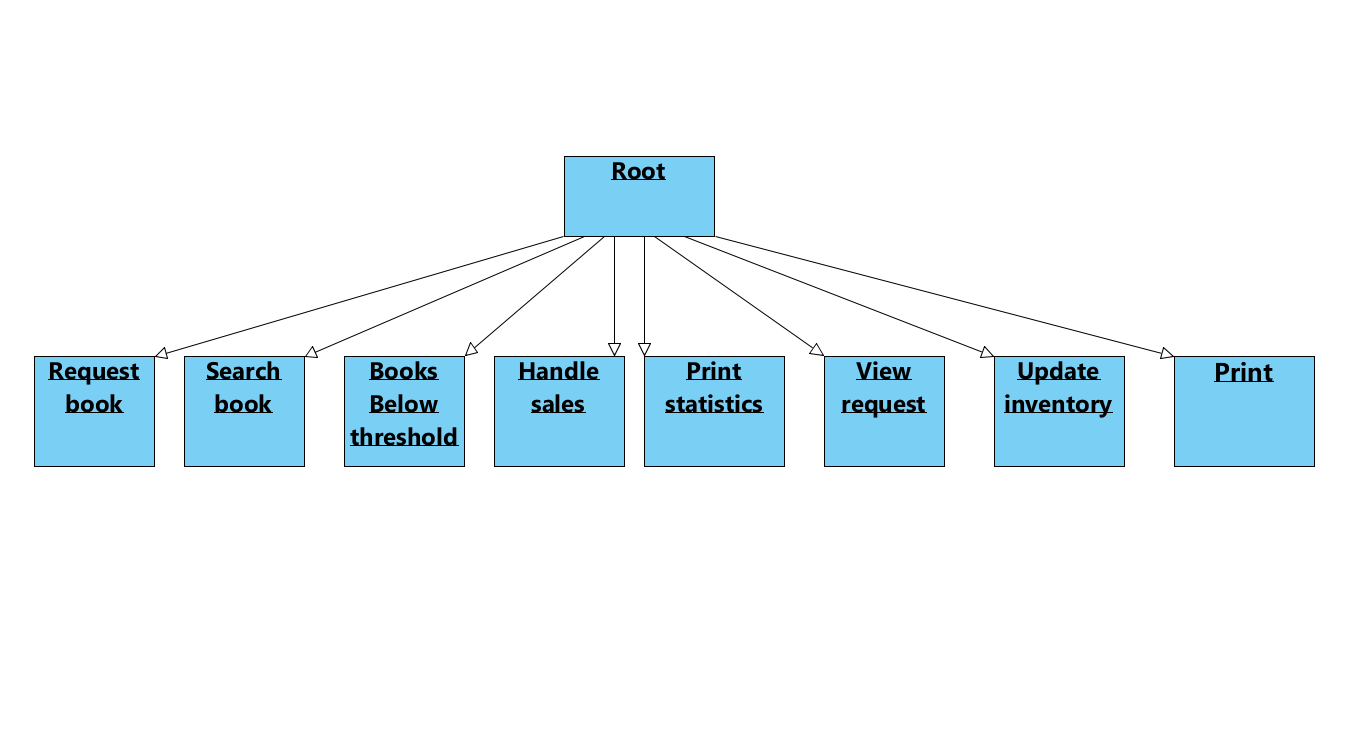 Root
Request
book
Search
book
Books
Below
threshold
Handle
sales
Print
statistics
View
request
Update
inventory
Print